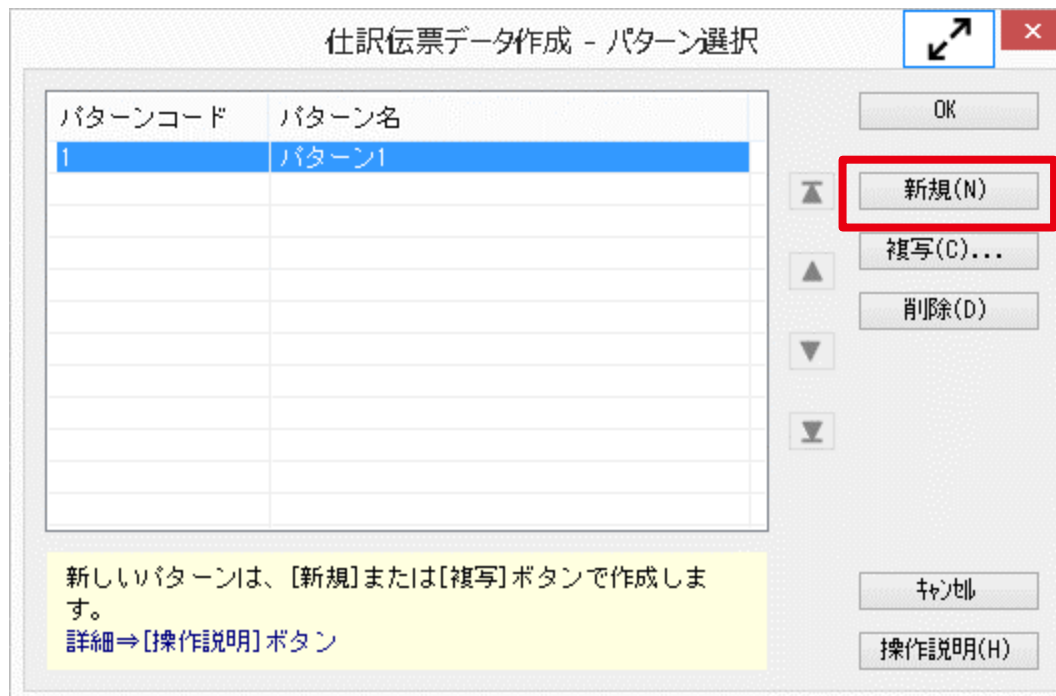 仕訳伝票データ作成 - パターン選択
パターンコード パターン名
1 パターン1
OK
新規(N)
複写(C)...
削除(D)
新しいパターンは、[新規]または[複写]ボタンで作成しま
す。
詳細⇒[操作説明]ボタン
ｷｬﾝｾﾙ
操作説明(H)